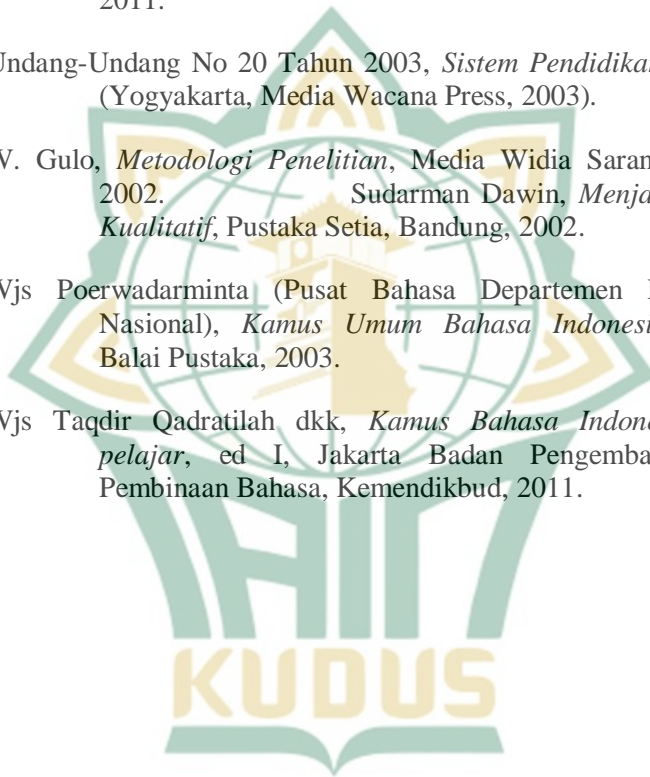 2011.
Undang-Undang No 20 Tahun 2003, Sistem Pendidika
(Yogyakarta, Media Wacana Press, 2003).
W. Gulo, Metodologi Penelitian, Media Widia Saran
2002. Sudarman Dawin, Menja
Kualitatif, Pustaka Setia, Bandung, 2002.
Wjs Poerwadarminta (Pusat Bahasa Departemen
Nasional), Kamus Umum Bahasa Indonesi
Balai Pustaka, 2003.
Wjs Taqdir Qadratilah dkk, Kamus Bahasa Indone
pelajar, ed I, Jakarta Badan Pengemba
Pembinaan Bahasa, Kemendikbud, 2011.
IAIN
KUDUS